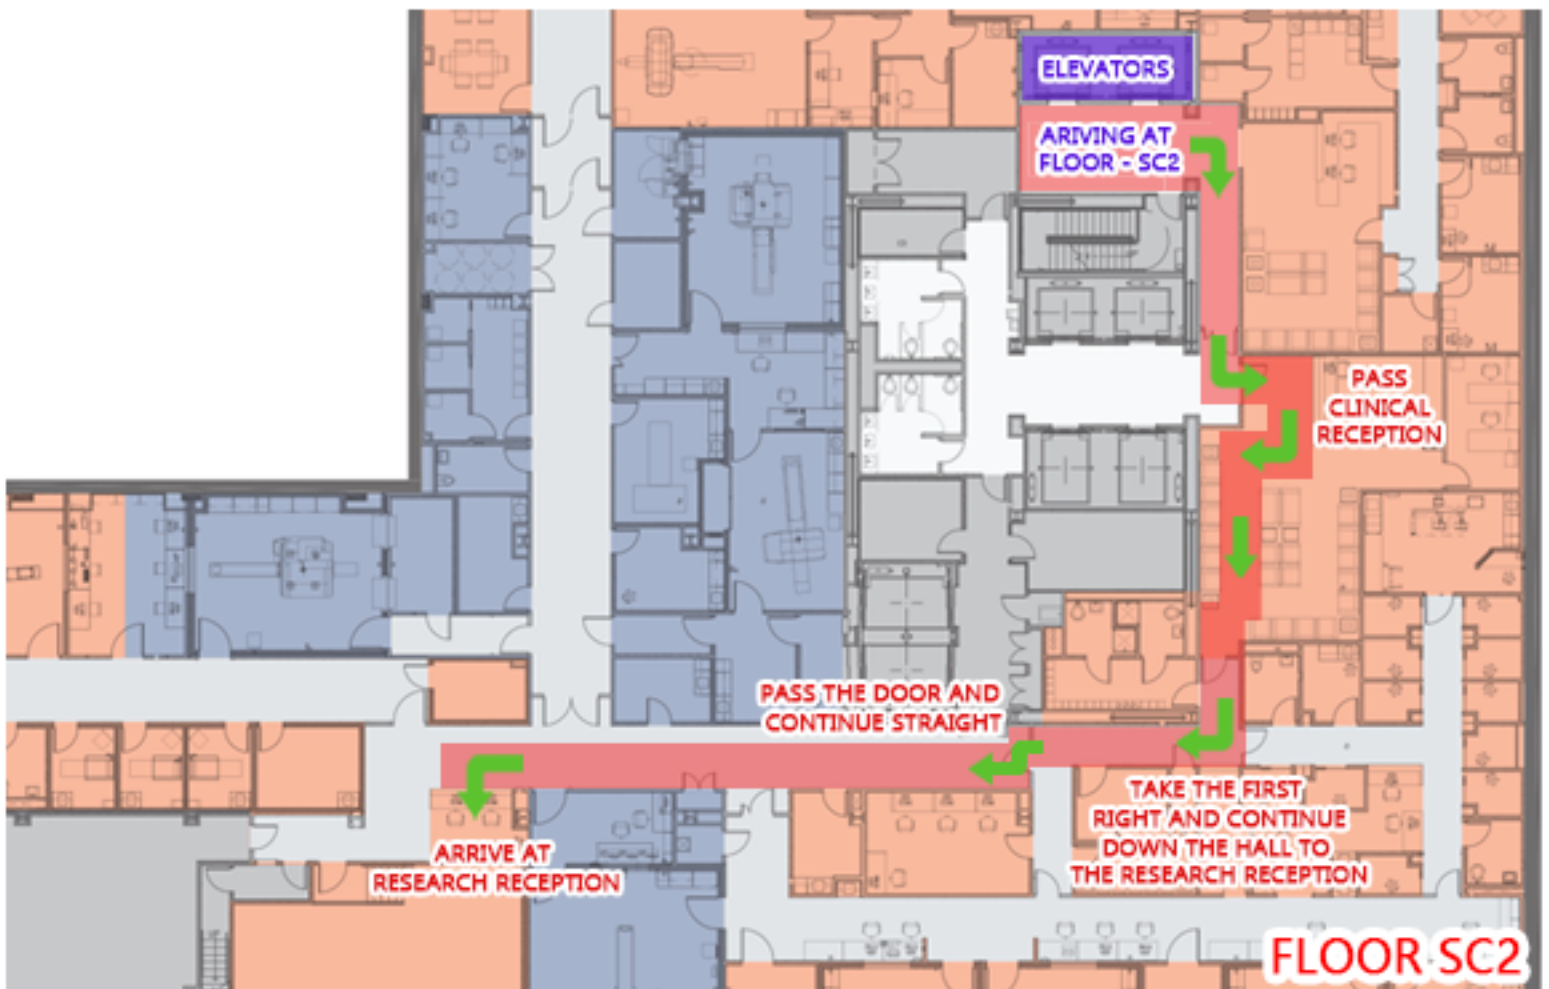 ELEVATORS
ARIVING AT
FLOOR - SC2
PASS
CLINICAL
RECEPTION
PASS THE DOOR AND
CONTINUE STRAIGHT
TAKE THE FIRST
RIGHT AND CONTINUE
DOWN THE HALL TO
THE RESEARCH RECEPTION
ARRIVE AT
RESEARCH RECEPTION
FLOOR SC2